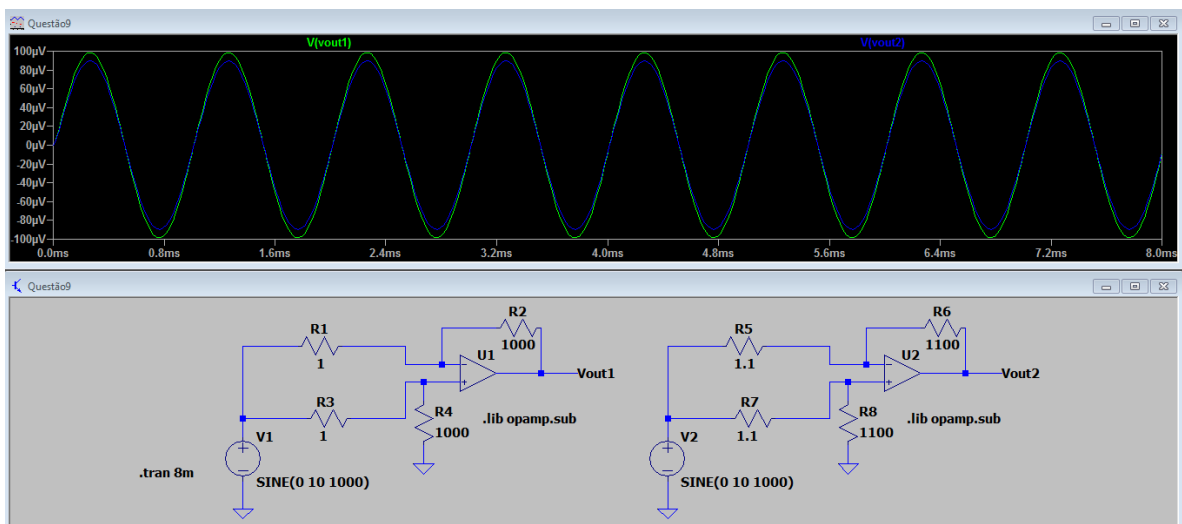 Questão9
V(vout1) V(vout2)
100µV
80µV
60µV
40µV
20µV
0µV
-20µV
-40µV
-60µV
-80µV
-100µV
0.0ms 0.8ms 1.6ms 2.4ms 3.2ms 4.0ms 4.8ms 5.6ms 6.4ms 7.2ms 8.0ms
Questão9
R1
1
R2
1000
U1
Vout1
R3
1
R4
1000
.lib opamp.sub
V1
.tran 8m
SINE(0 10 1000)
R5
1.1
R6
1100
U2
Vout2
R7
1.1
R8
1100
.lib opamp.sub
V2
SINE(0 10 1000)